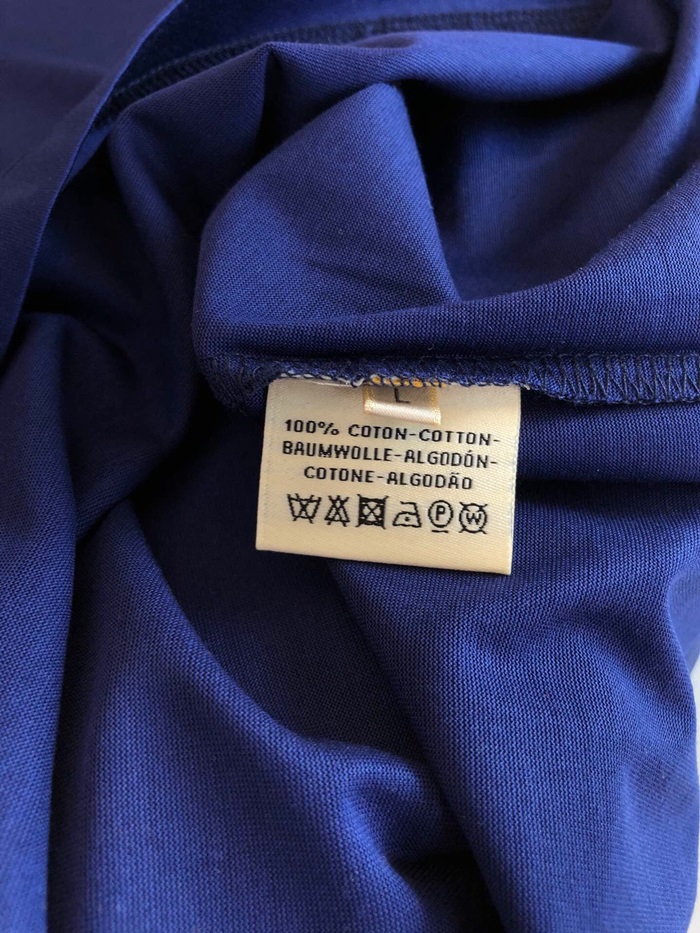 L
100% COTON-COTTON-
BAUMWOLLE-ALGODÓN-
COTONE-ALGODÃO
P W